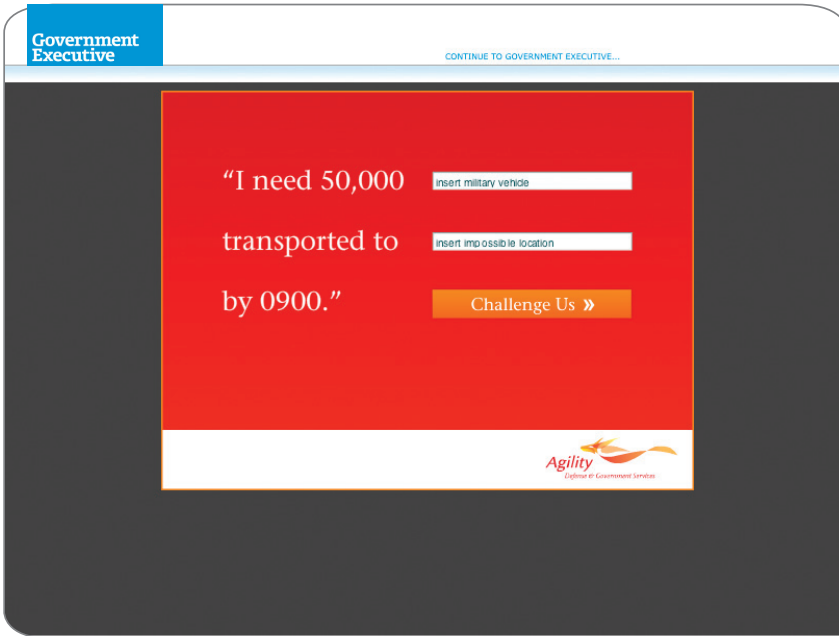 Government
Executive
CONTINUE TO GOVERNMENT EXECUTIVE...
“I need 50,000 insert military vehicle
transported to insert impossible location
by 0900.” Challenge Us »
Agility
Defense & Government Services